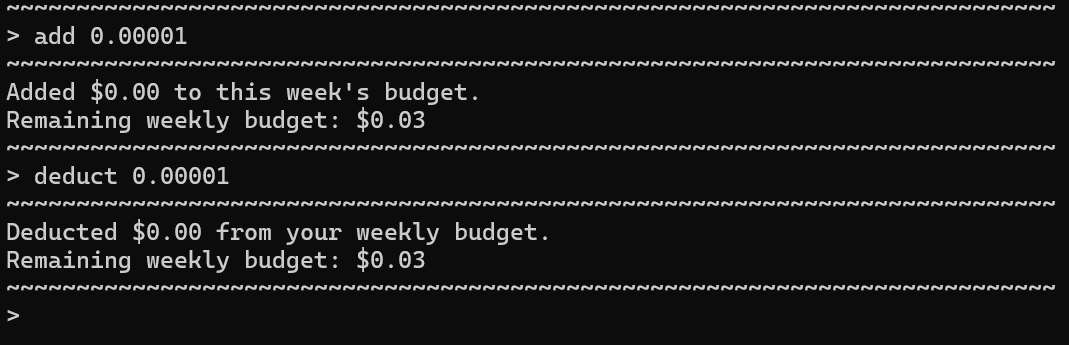 ~~~~~~~~~~~~~~~~~~~~~~~~~~~~~~~~~~~~~~~~~~~~~~~~~~~~~~~~~~~~~~~~~~~~~~~~~~~
> add 0.00001
~~~~~~~~~~~~~~~~~~~~~~~~~~~~~~~~~~~~~~~~~~~~~~~~~~~~~~~~~~~~~~~~~~~~~~~~~~~
Added $0.00 to this week's budget.
Remaining weekly budget: $0.03
~~~~~~~~~~~~~~~~~~~~~~~~~~~~~~~~~~~~~~~~~~~~~~~~~~~~~~~~~~~~~~~~~~~~~~~~~~~
> deduct 0.00001
~~~~~~~~~~~~~~~~~~~~~~~~~~~~~~~~~~~~~~~~~~~~~~~~~~~~~~~~~~~~~~~~~~~~~~~~~~~
Deducted $0.00 from your weekly budget.
Remaining weekly budget: $0.03
~~~~~~~~~~~~~~~~~~~~~~~~~~~~~~~~~~~~~~~~~~~~~~~~~~~~~~~~~~~~~~~~~~~~~~~~~~~
>